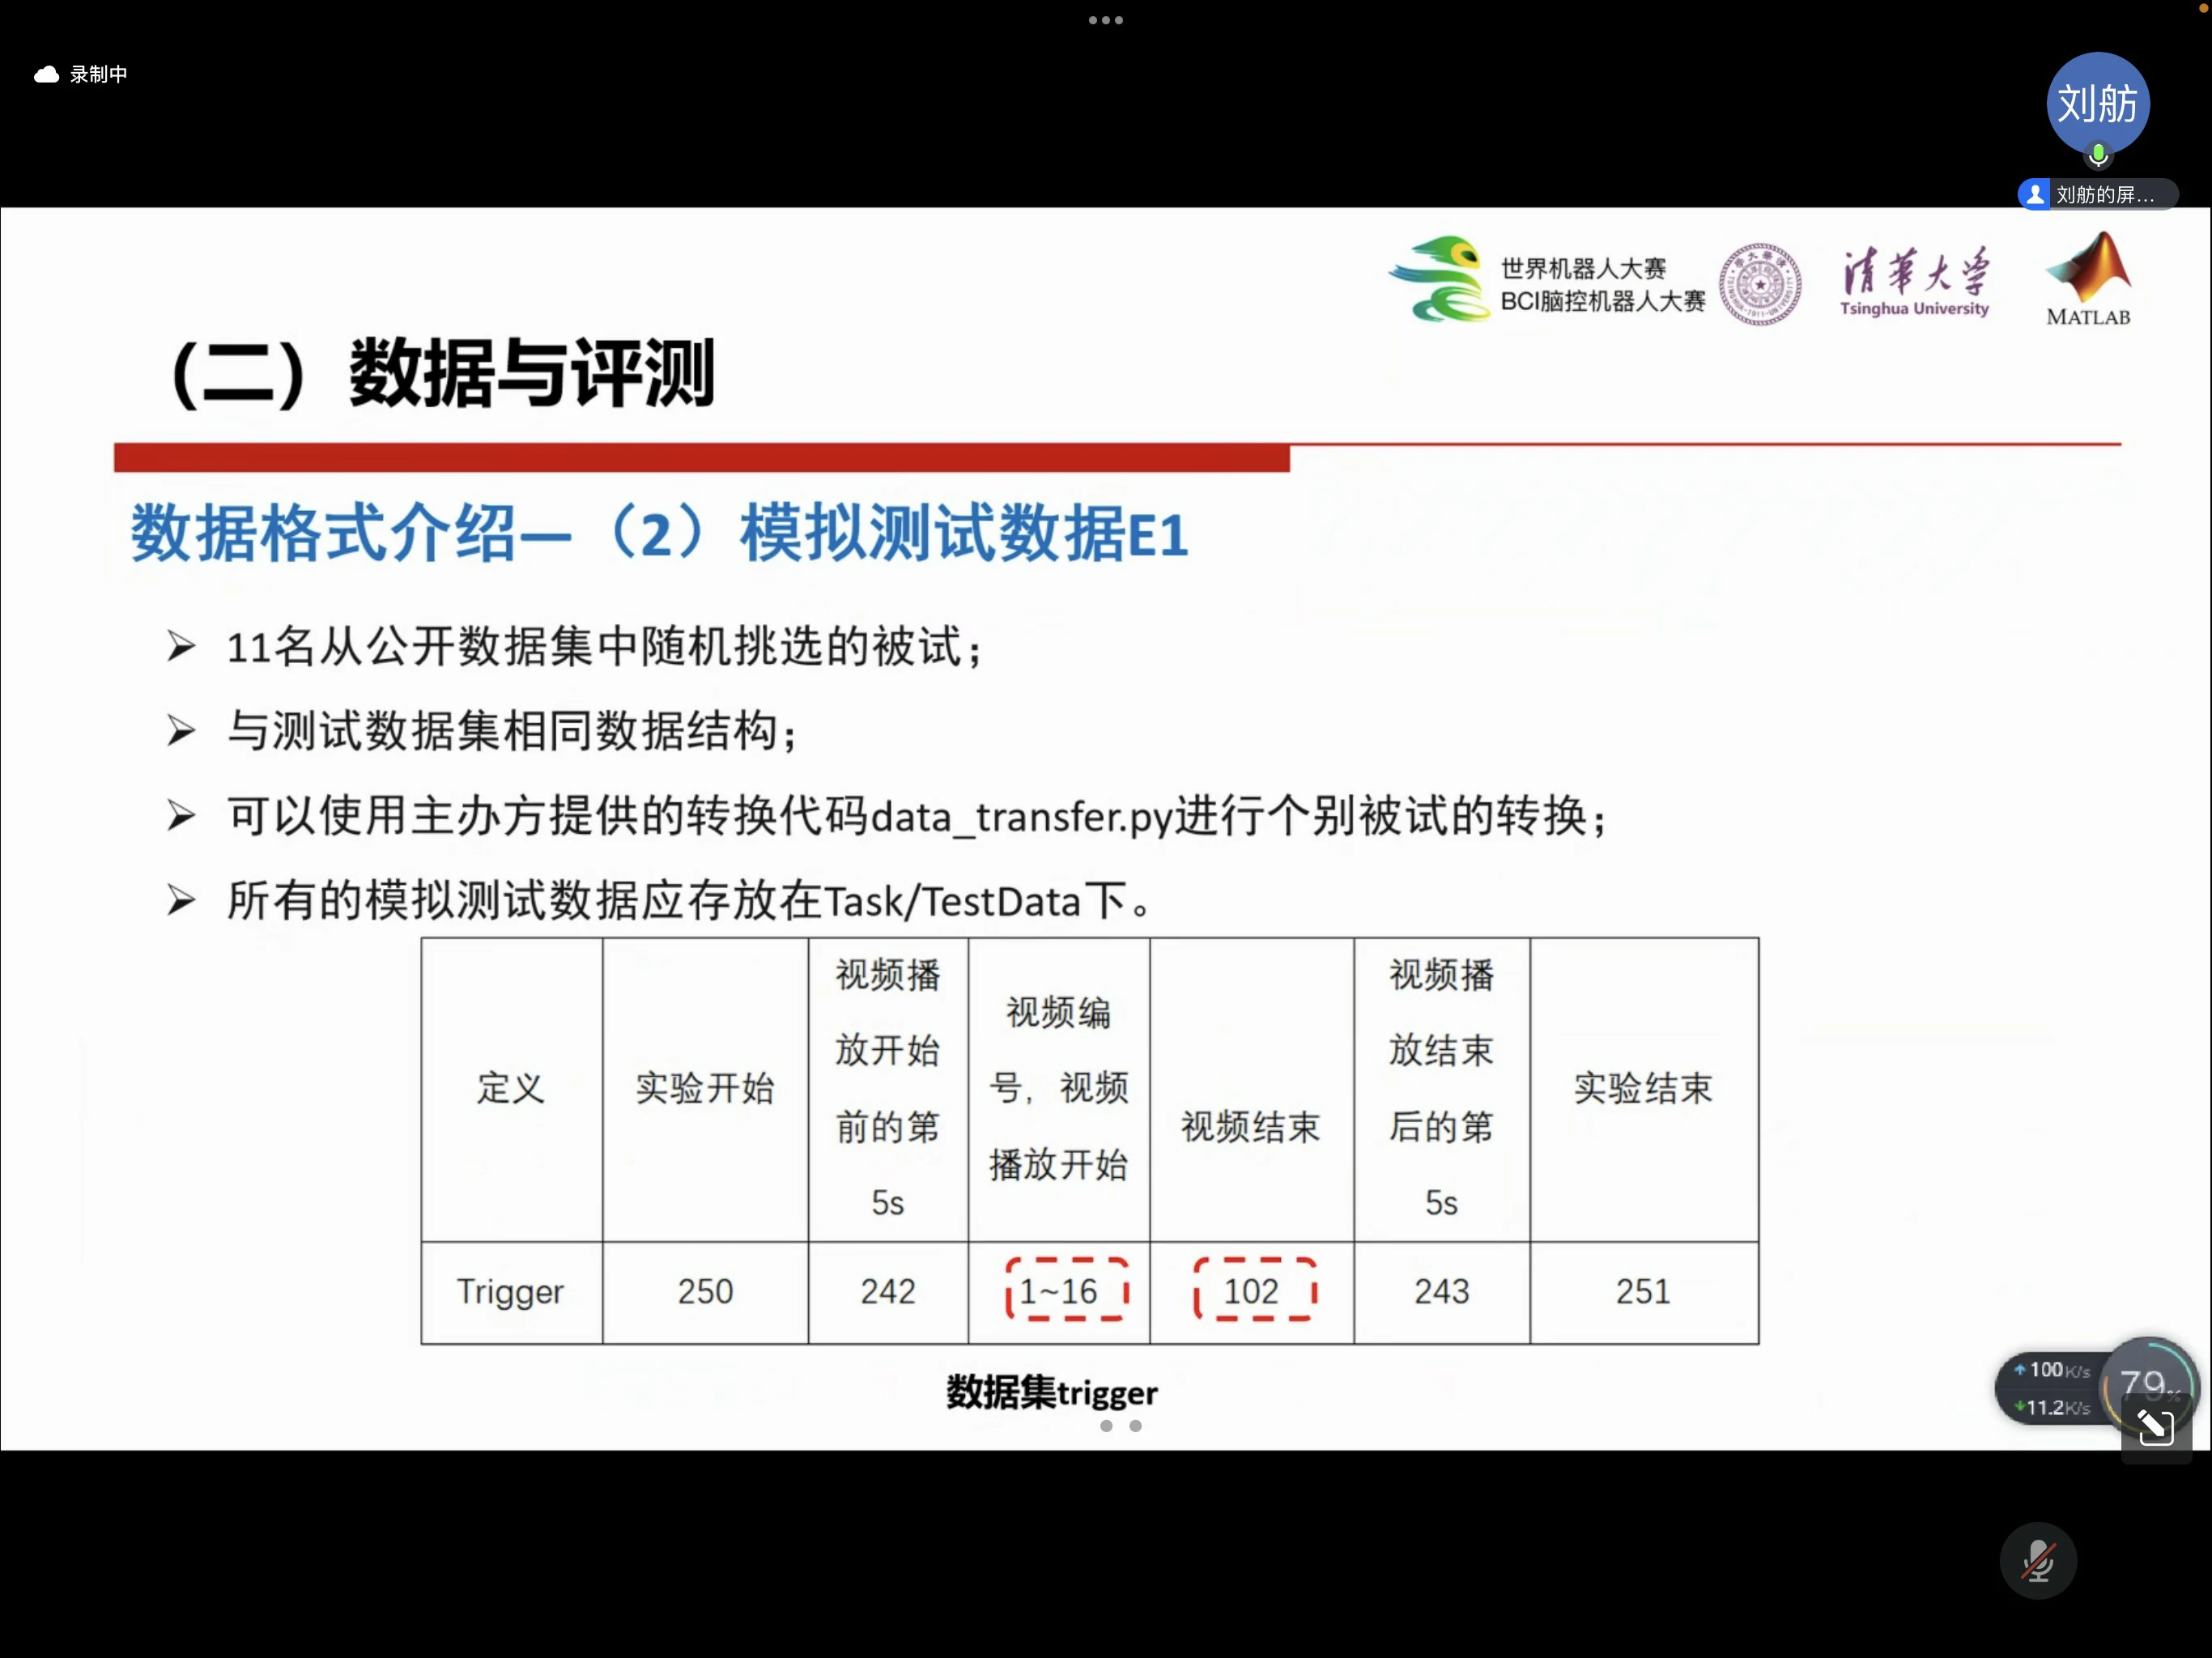 录制中
刘舫
刘舫的屏...
世界机器人大赛
BCI脑控机器人大赛
清华大学
Tsinghua University
MATLAB
（二）数据与评测
数据格式介绍—（2）模拟测试数据E1
➢ 11名从公开数据集中随机挑选的被试；
➢ 与测试数据集相同数据结构；
➢ 可以使用主办方提供的转换代码data_transfer.py进行个别被试的转换；
➢ 所有的模拟测试数据应存放在Task/TestData下。
定义 实验开始 视频播放开始前的第5s 视频编号，视频播放开始 视频结束 视频播放结束后的第5s 实验结束
Trigger 250 242 1~16 102 243 251
数据集trigger
100K/s
11.2K/s
79%